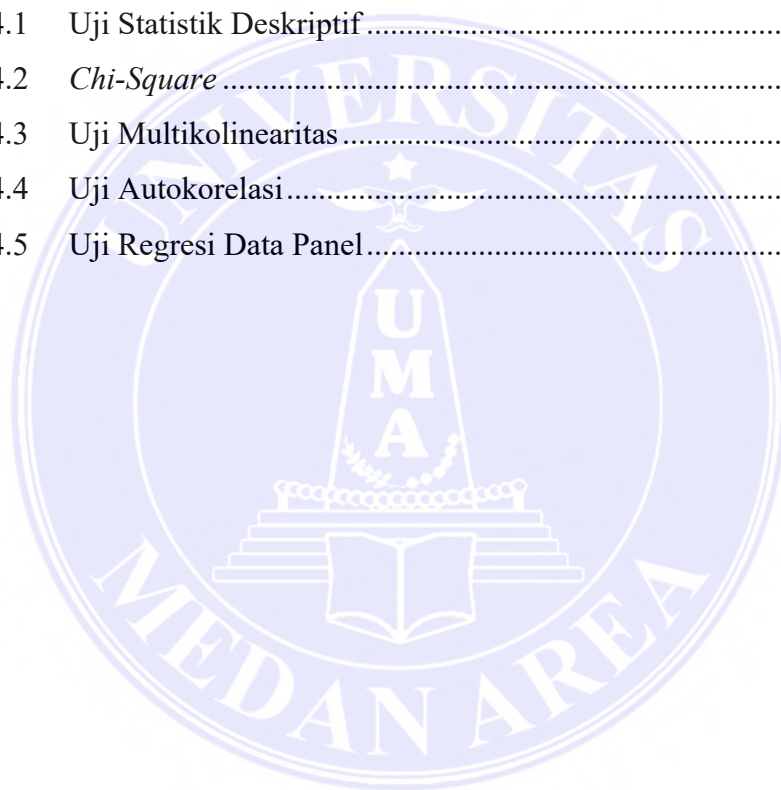 4.1 Uji Statistik Deskriptif ........................................................
4.2 Chi-Square ..........................................................................
4.3 Uji Multikolinearitas ...........................................................
4.4 Uji Autokorelasi ..................................................................
4.5 Uji Regresi Data Panel ........................................................
UNIVERSITAS
UMA
MEDAN AREA